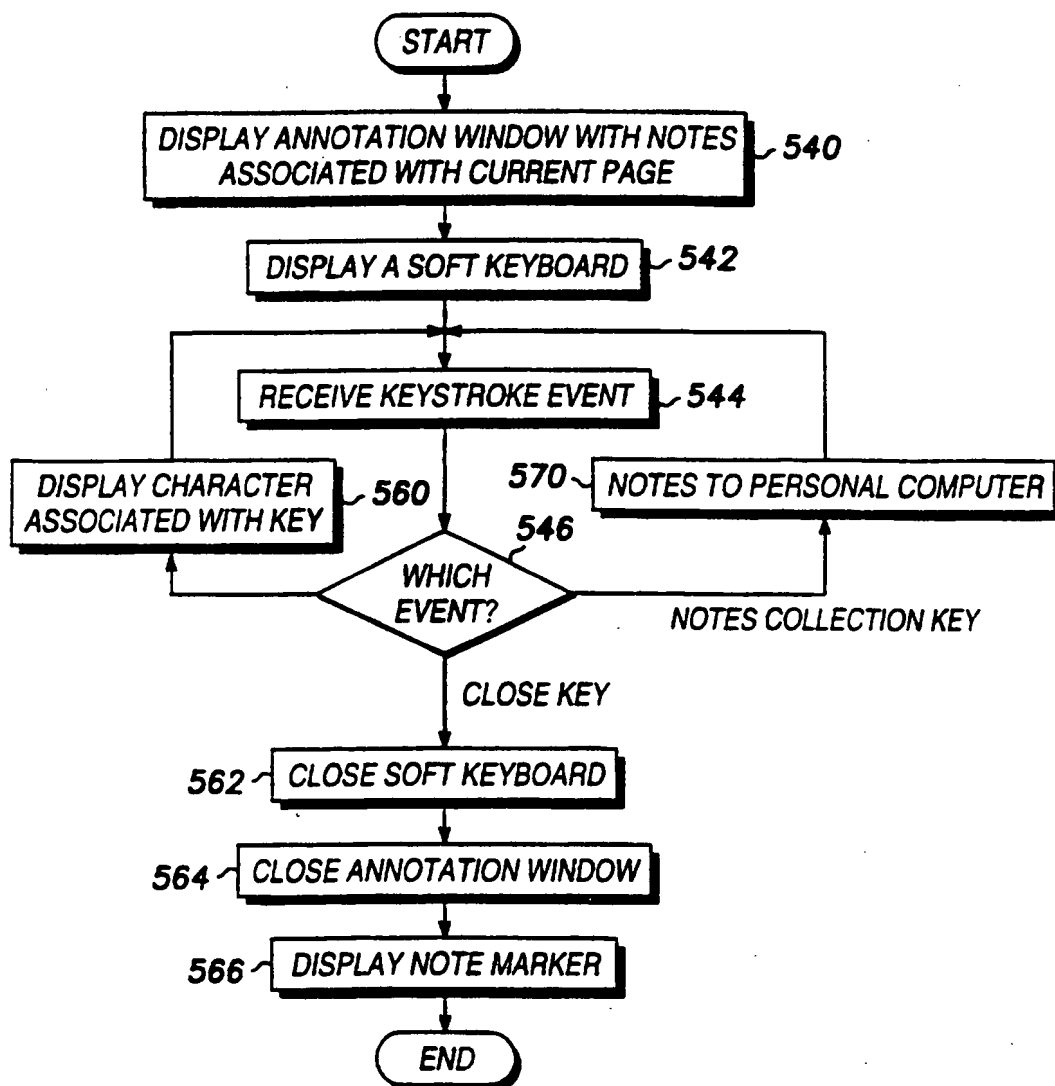 START
DISPLAY ANNOTATION WINDOW WITH NOTES
ASSOCIATED WITH CURRENT PAGE
540
DISPLAY A SOFT KEYBOARD
542
RECEIVE KEYSTROKE EVENT
544
DISPLAY CHARACTER
ASSOCIATED WITH KEY
560
570
NOTES TO PERSONAL COMPUTER
546
WHICH
EVENT?
NOTES COLLECTION KEY
CLOSE KEY
562
CLOSE SOFT KEYBOARD
564
CLOSE ANNOTATION WINDOW
566
DISPLAY NOTE MARKER
END